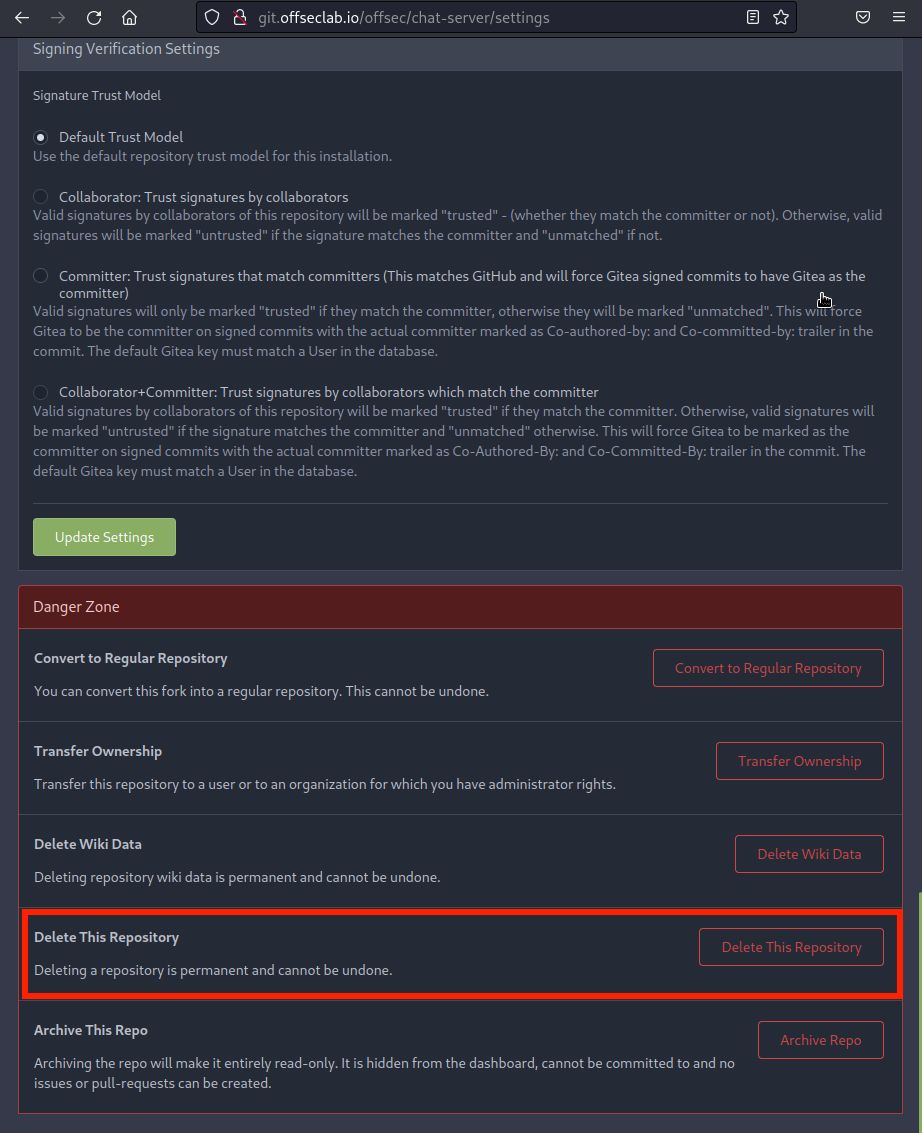 git.offseclab.io/offsec/chat-server/settings
Signing Verification Settings
Signature Trust Model
Default Trust Model
Use the default repository trust model for this installation.
Collaborator: Trust signatures by collaborators
Valid signatures by collaborators of this repository will be marked "trusted" - (whether they match the committer or not). Otherwise, valid
signatures will be marked "untrusted" if the signature matches the committer and "unmatched" if not.
Committer: Trust signatures that match committers (This matches GitHub and will force Gitea signed commits to have Gitea as the
committer)
Valid signatures will only be marked "trusted" if they match the committer, otherwise they will be marked "unmatched". This will force
Gitea to be the committer on signed commits with the actual committer marked as Co-authored-by: and Co-committed-by: trailer in the
commit. The default Gitea key must match a User in the database.
Collaborator+Committer: Trust signatures by collaborators which match the committer
Valid signatures by collaborators of this repository will be marked "trusted" if they match the committer. Otherwise, valid signatures will
be marked "untrusted" if the signature matches the committer and "unmatched" otherwise. This will force Gitea to be marked as the
committer on signed commits with the actual committer marked as Co-Authored-By: and Co-Committed-By: trailer in the commit. The
default Gitea key must match a User in the database.
Update Settings
Danger Zone
Convert to Regular Repository
You can convert this fork into a regular repository. This cannot be undone.
Convert to Regular Repository
Transfer Ownership
Transfer this repository to a user or to an organization for which you have administrator rights.
Transfer Ownership
Delete Wiki Data
Deleting repository wiki data is permanent and cannot be undone.
Delete Wiki Data
Delete This Repository
Deleting a repository is permanent and cannot be undone.
Delete This Repository
Archive This Repo
Archiving the repo will make it entirely read-only. It is hidden from the dashboard, cannot be committed to and no
issues or pull-requests can be created.
Archive Repo